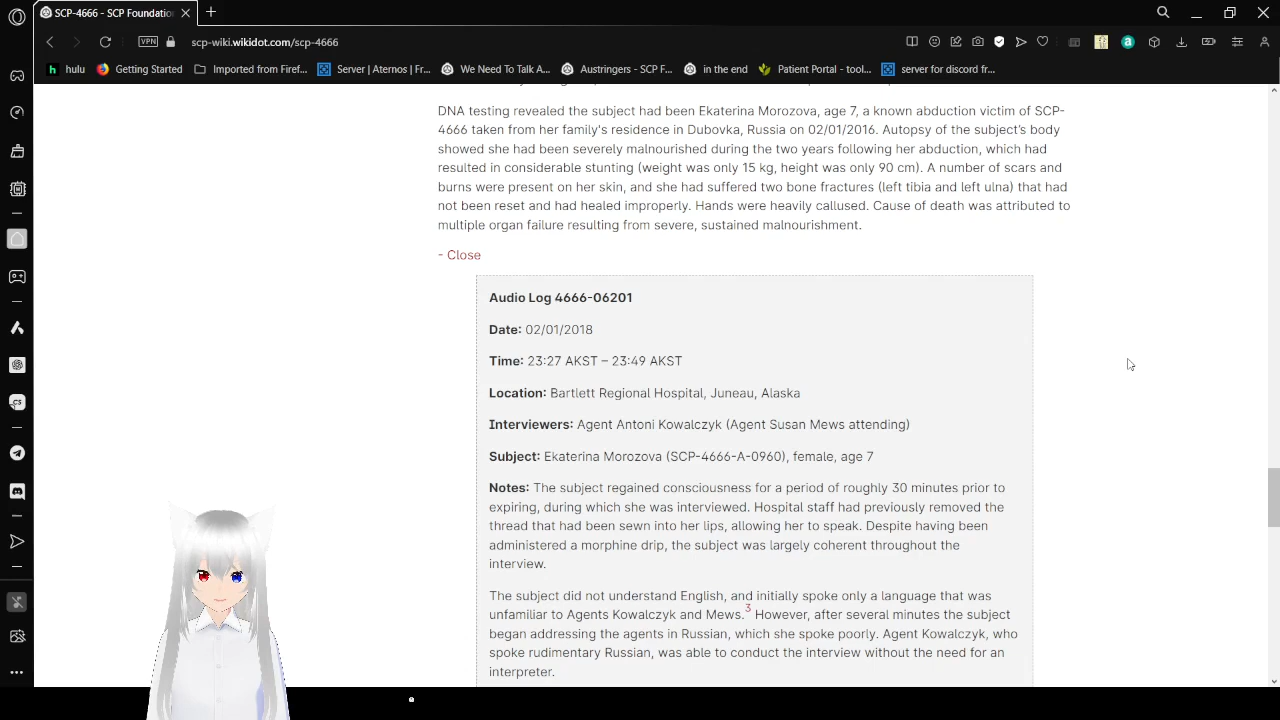 SCP-4666 - SCP Foundatio
scp-wiki.wikidot.com/scp-4666
VPN
hulu
Getting Started
Imported from Firef...
Server | Aternos | Fr...
We Need To Talk A...
Austringers - SCP F...
in the end
Patient Portal - tool...
server for discord fr...
DNA testing revealed the subject had been Ekaterina Morozova, age 7, a known abduction victim of SCP-
4666 taken from her family's residence in Dubovka, Russia on 02/01/2016. Autopsy of the subject's body
showed she had been severely malnourished during the two years following her abduction, which had
resulted in considerable stunting (weight was only 15 kg, height was only 90 cm). A number of scars and
burns were present on her skin, and she had suffered two bone fractures (left tibia and left ulna) that had
not been reset and had healed improperly. Hands were heavily callused. Cause of death was attributed to
multiple organ failure resulting from severe, sustained malnourishment.
- Close
Audio Log 4666-06201
Date: 02/01/2018
Time: 23:27 AKST – 23:49 AKST
Location: Bartlett Regional Hospital, Juneau, Alaska
Interviewers: Agent Antoni Kowalczyk (Agent Susan Mews attending)
Subject: Ekaterina Morozova (SCP-4666-A-0960), female, age 7
Notes: The subject regained consciousness for a period of roughly 30 minutes prior to
expiring, during which she was interviewed. Hospital staff had previously removed the
thread that had been sewn into her lips, allowing her to speak. Despite having been
administered a morphine drip, the subject was largely coherent throughout the
interview.
The subject did not understand English, and initially spoke only a language that was
unfamiliar to Agents Kowalczyk and Mews.3 However, after several minutes the subject
began addressing the agents in Russian, which she spoke poorly. Agent Kowalczyk, who
spoke rudimentary Russian, was able to conduct the interview without the need for an
interpreter.